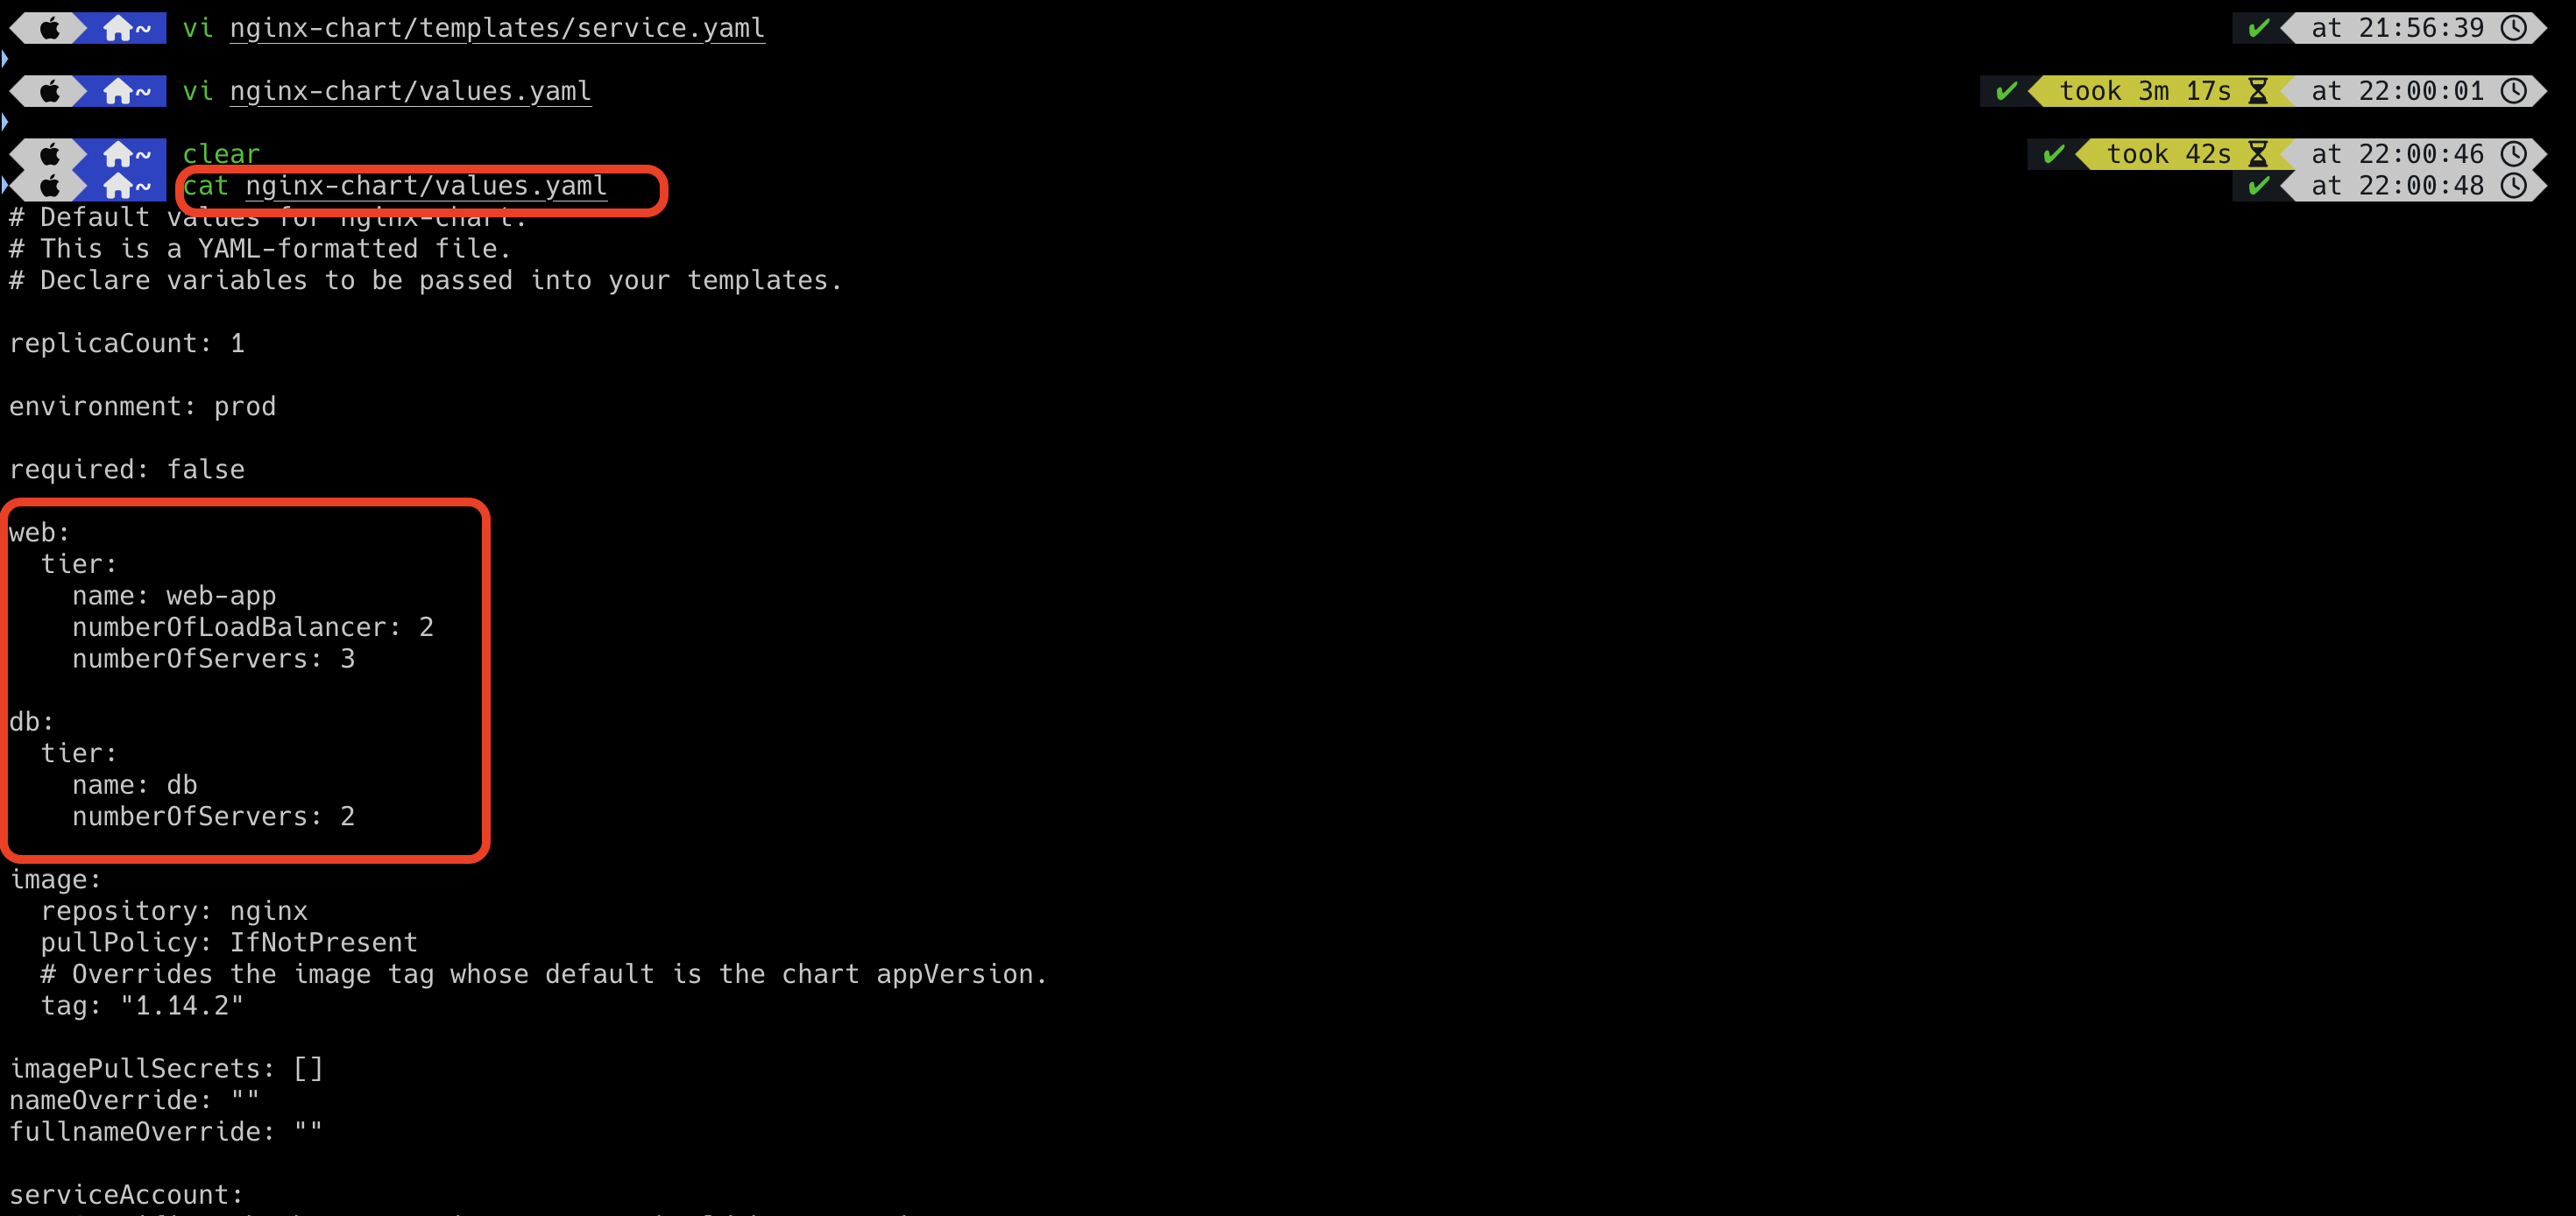 ~ vi nginx-chart/templates/service.yaml ✔ at 21:56:39
~ vi nginx-chart/values.yaml ✔ took 3m 17s at 22:00:01
~ clear ✔ took 42s at 22:00:46
~ cat nginx-chart/values.yaml ✔ at 22:00:48
# Default values for nginx-chart.
# This is a YAML-formatted file.
# Declare variables to be passed into your templates.
replicaCount: 1
environment: prod
required: false
web:
  tier:
    name: web-app
    numberOfLoadBalancer: 2
    numberOfServers: 3
db:
  tier:
    name: db
    numberOfServers: 2
image:
  repository: nginx
  pullPolicy: IfNotPresent
  # Overrides the image tag whose default is the chart appVersion.
  tag: "1.14.2"
imagePullSecrets: []
nameOverride: ""
fullnameOverride: ""
serviceAccount: